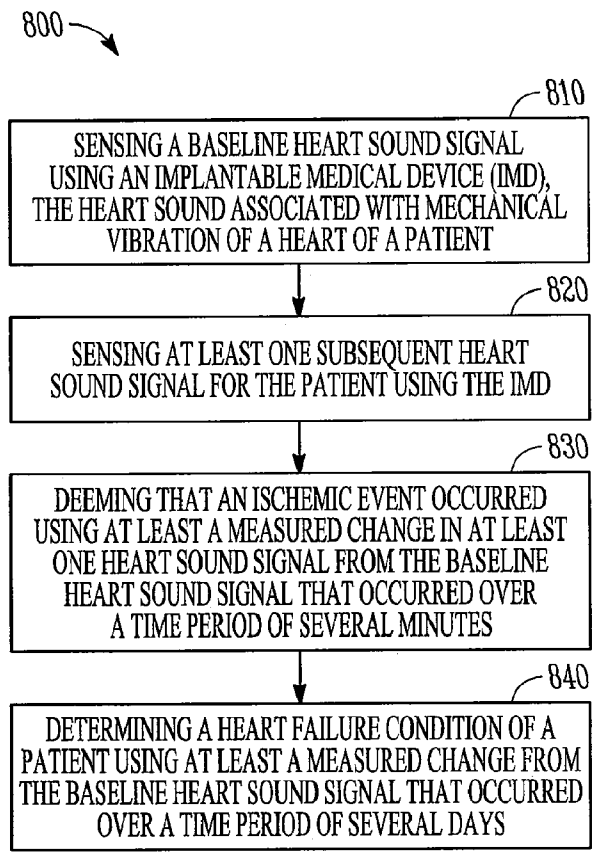 800
810
SENSING A BASELINE HEART SOUND SIGNAL
USING AN IMPLANTABLE MEDICAL DEVICE (IMD),
THE HEART SOUND ASSOCIATED WITH MECHANICAL
VIBRATION OF A HEART OF A PATIENT
820
SENSING AT LEAST ONE SUBSEQUENT HEART
SOUND SIGNAL FOR THE PATIENT USING THE IMD
830
DEEMING THAT AN ISCHEMIC EVENT OCCURRED
USING AT LEAST A MEASURED CHANGE IN AT LEAST
ONE HEART SOUND SIGNAL FROM THE BASELINE
HEART SOUND SIGNAL THAT OCCURRED OVER
A TIME PERIOD OF SEVERAL MINUTES
840
DETERMINING A HEART FAILURE CONDITION OF A
PATIENT USING AT LEAST A MEASURED CHANGE FROM
THE BASELINE HEART SOUND SIGNAL THAT OCCURRED
OVER A TIME PERIOD OF SEVERAL DAYS